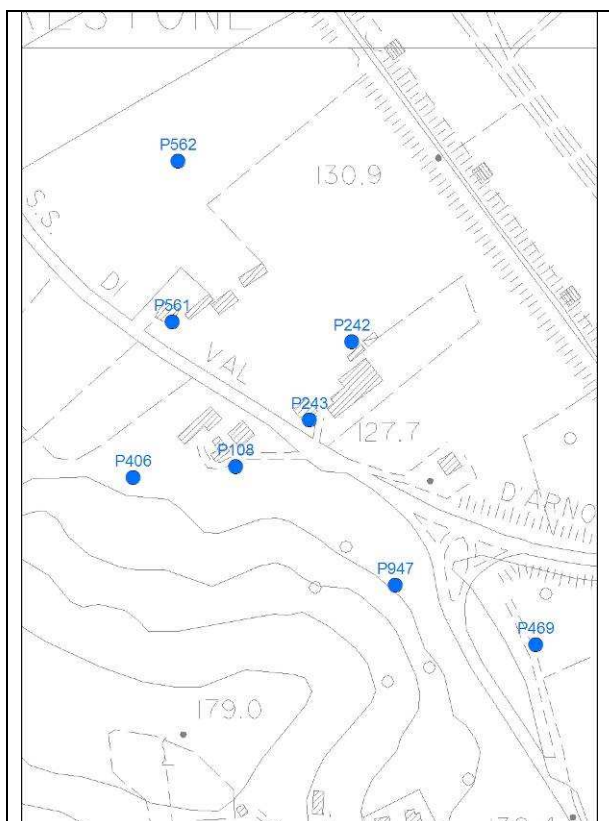 P562
130.9
S.S.
DI
P561
VAL
P242
P243
127.7
P108
P406
D'ARNO
P947
P469
179.0